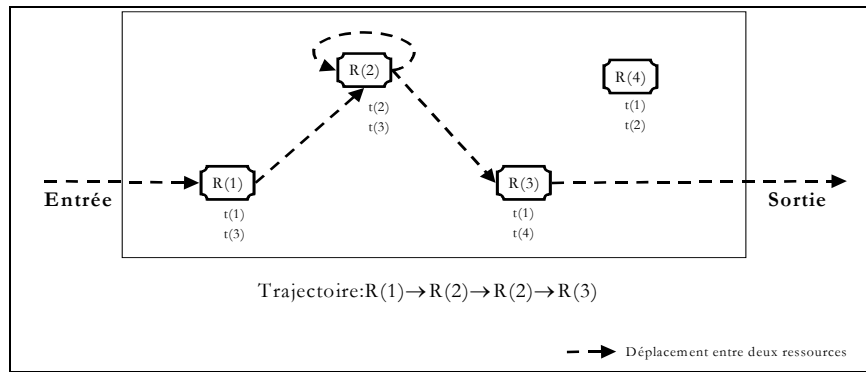 R(2)
t(2)
t(3)
R(4)
t(1)
t(2)
Entrée
R(1)
t(1)
t(3)
R(3)
t(1)
t(4)
Sortie
Trajectoire:R(1)→R(2)→R(2)→R(3)
Déplacement entre deux ressources